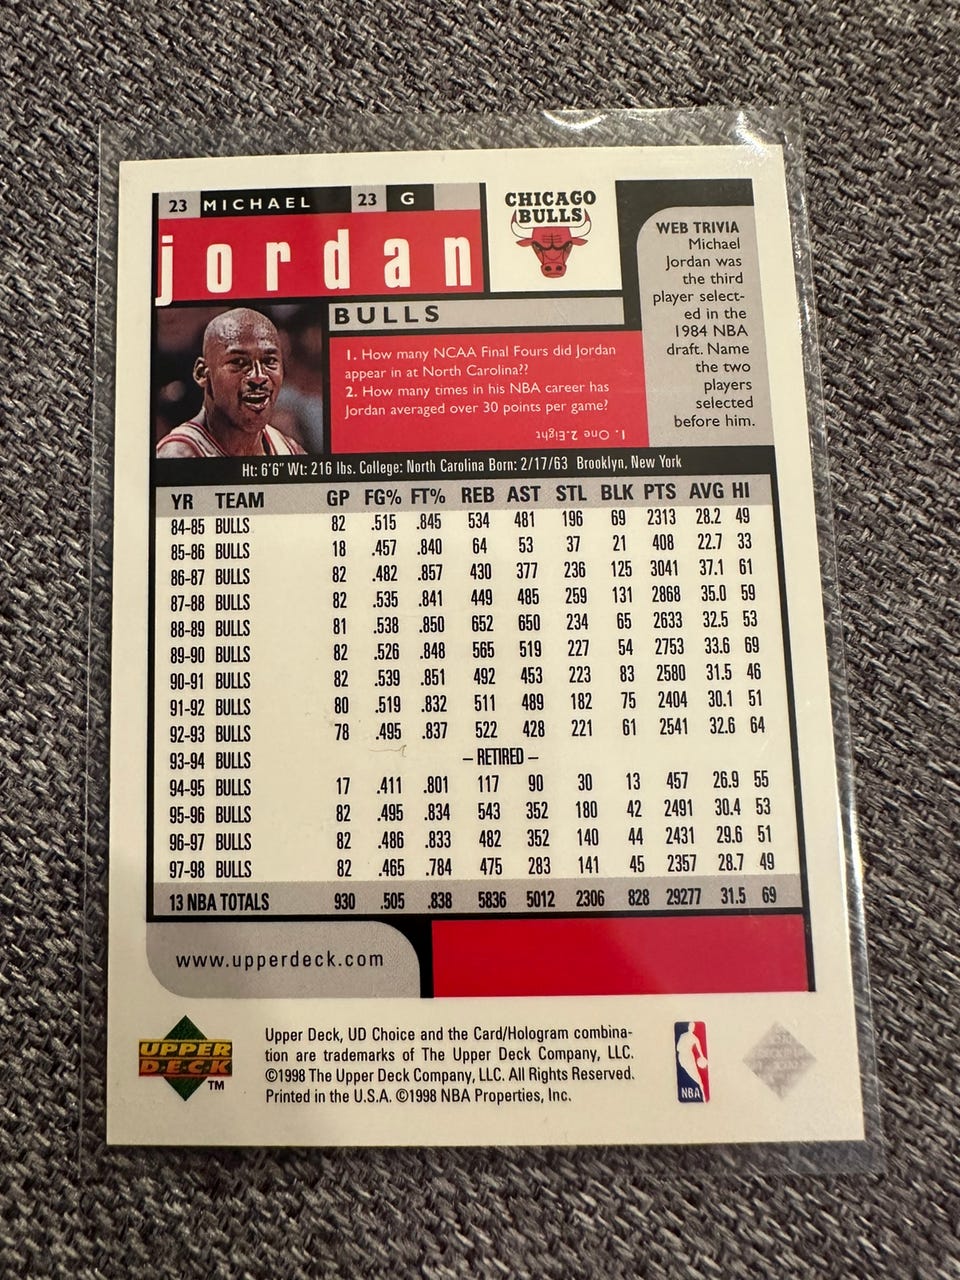 23 MICHAEL 23 G
jordan
CHICAGO
BULLS
BULLS
1. How many NCAA Final Fours did Jordan
appear in at North Carolina??
2. How many times in his NBA career has
Jordan averaged over 30 points per game?
1. One 2.Eight
WEB TRIVIA
Michael
Jordan was
the third
player select-
ed in the
1984 NBA
draft. Name
the two
players
selected
before him.
Ht: 6'6" Wt: 216 lbs. College: North Carolina Born: 2/17/63 Brooklyn, New York
YR TEAM GP FG% FT% REB AST STL BLK PTS AVG HI
84-85 BULLS 82 .515 .845 534 481 196 69 2313 28.2 49
85-86 BULLS 18 .457 .840 64 53 37 21 408 22.7 33
86-87 BULLS 82 .482 .857 430 377 236 125 3041 37.1 61
87-88 BULLS 82 .535 .841 449 485 259 131 2868 35.0 59
88-89 BULLS 81 .538 .850 652 650 234 65 2633 32.5 53
89-90 BULLS 82 .526 .848 565 519 227 54 2753 33.6 69
90-91 BULLS 82 .539 .851 492 453 223 83 2580 31.5 46
91-92 BULLS 80 .519 .832 511 489 182 75 2404 30.1 51
92-93 BULLS 78 .495 .837 522 428 221 61 2541 32.6 64
93-94 BULLS – RETIRED –
94-95 BULLS 17 .411 .801 117 90 30 13 457 26.9 55
95-96 BULLS 82 .495 .834 543 352 180 42 2491 30.4 53
96-97 BULLS 82 .486 .833 482 352 140 44 2431 29.6 51
97-98 BULLS 82 .465 .784 475 283 141 45 2357 28.7 49
13 NBA TOTALS 930 .505 .838 5836 5012 2306 828 29277 31.5 69
www.upperdeck.com
UPPER
D·E·C·K
TM
Upper Deck, UD Choice and the Card/Hologram combina-
tion are trademarks of The Upper Deck Company, LLC.
©1998 The Upper Deck Company, LLC. All Rights Reserved.
Printed in the U.S.A. ©1998 NBA Properties, Inc.
NBA